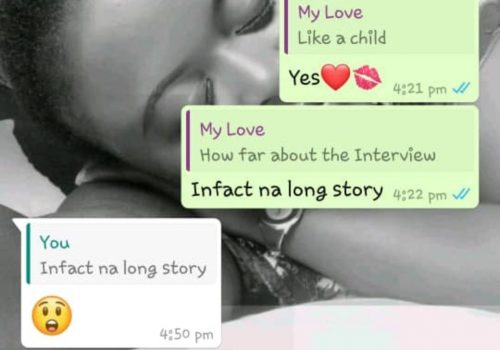 My Love
Like a child
Yes❤️💋
4:21 pm
My Love
How far about the Interview
Infact na long story 4:22 pm
You
Infact na long story
😲
4:50 pm